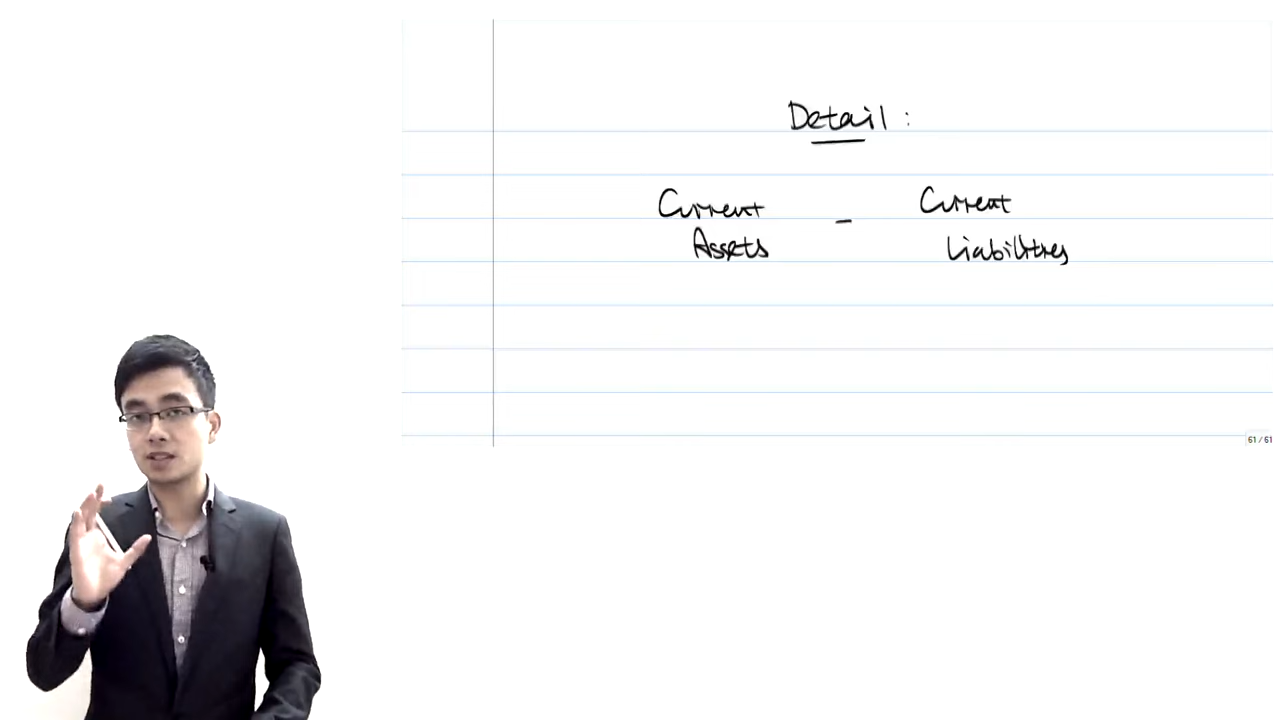 Detail :
Current - Current
Assets Liabilities
61 / 61